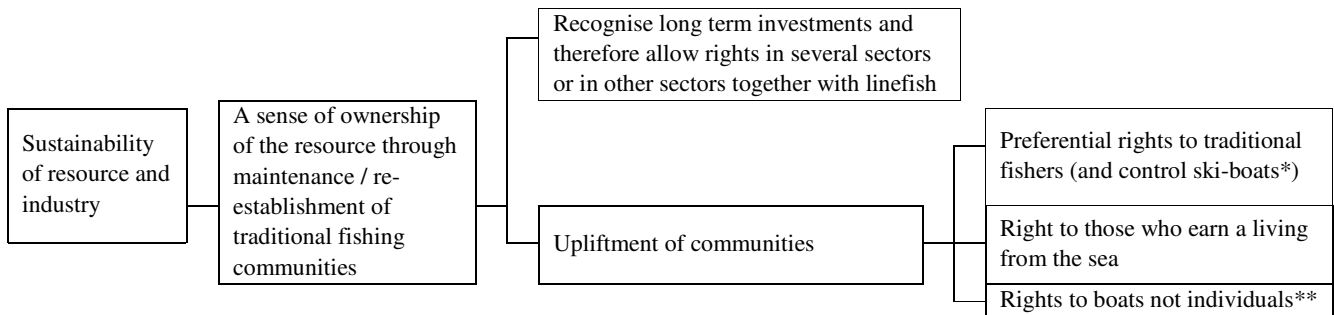 Recognise long term investments and
therefore allow rights in several sectors
or in other sectors together with linefish
Sustainability
of resource and
industry
A sense of ownership
of the resource through
maintenance / re-
establishment of
traditional fishing
communities
Upliftment of communities
Preferential rights to traditional
fishers (and control ski-boats*)
Right to those who earn a living
from the sea
Rights to boats not individuals**